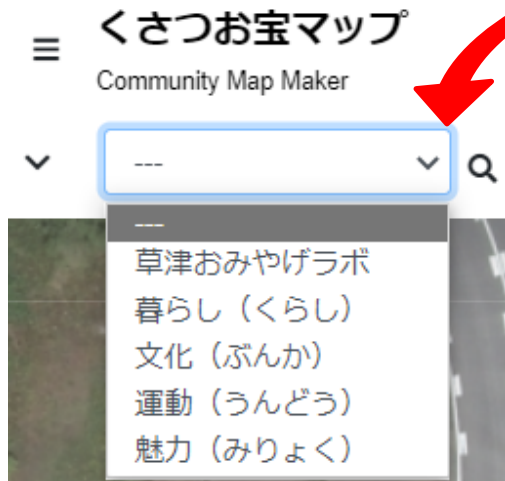 くさつお宝マップ
Community Map Maker
---
---
草津おみやげラボ
暮らし（くらし）
文化（ぶんか）
運動（うんどう）
魅力（みりょく）